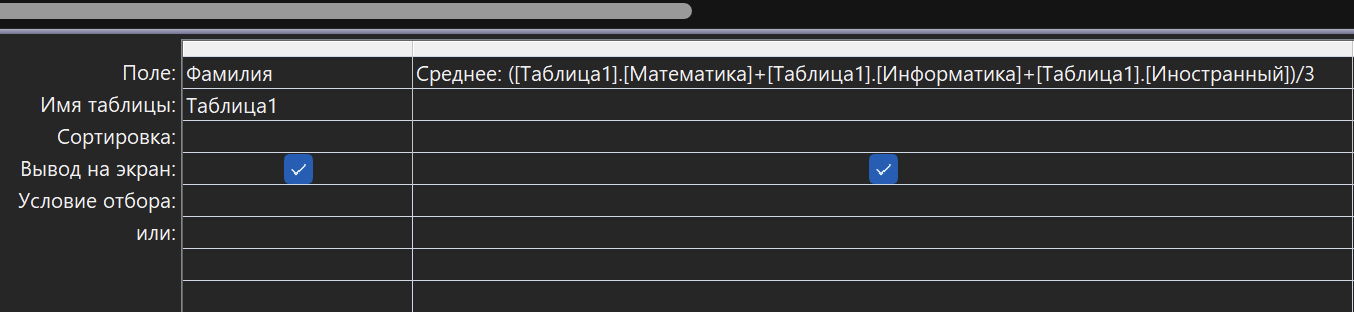 Поле: Фамилия Среднее: ([Таблица1].[Математика]+[Таблица1].[Информатика]+[Таблица1].[Иностранный])/3
Имя таблицы: Таблица1
Сортировка:
Вывод на экран:
Условие отбора:
или: